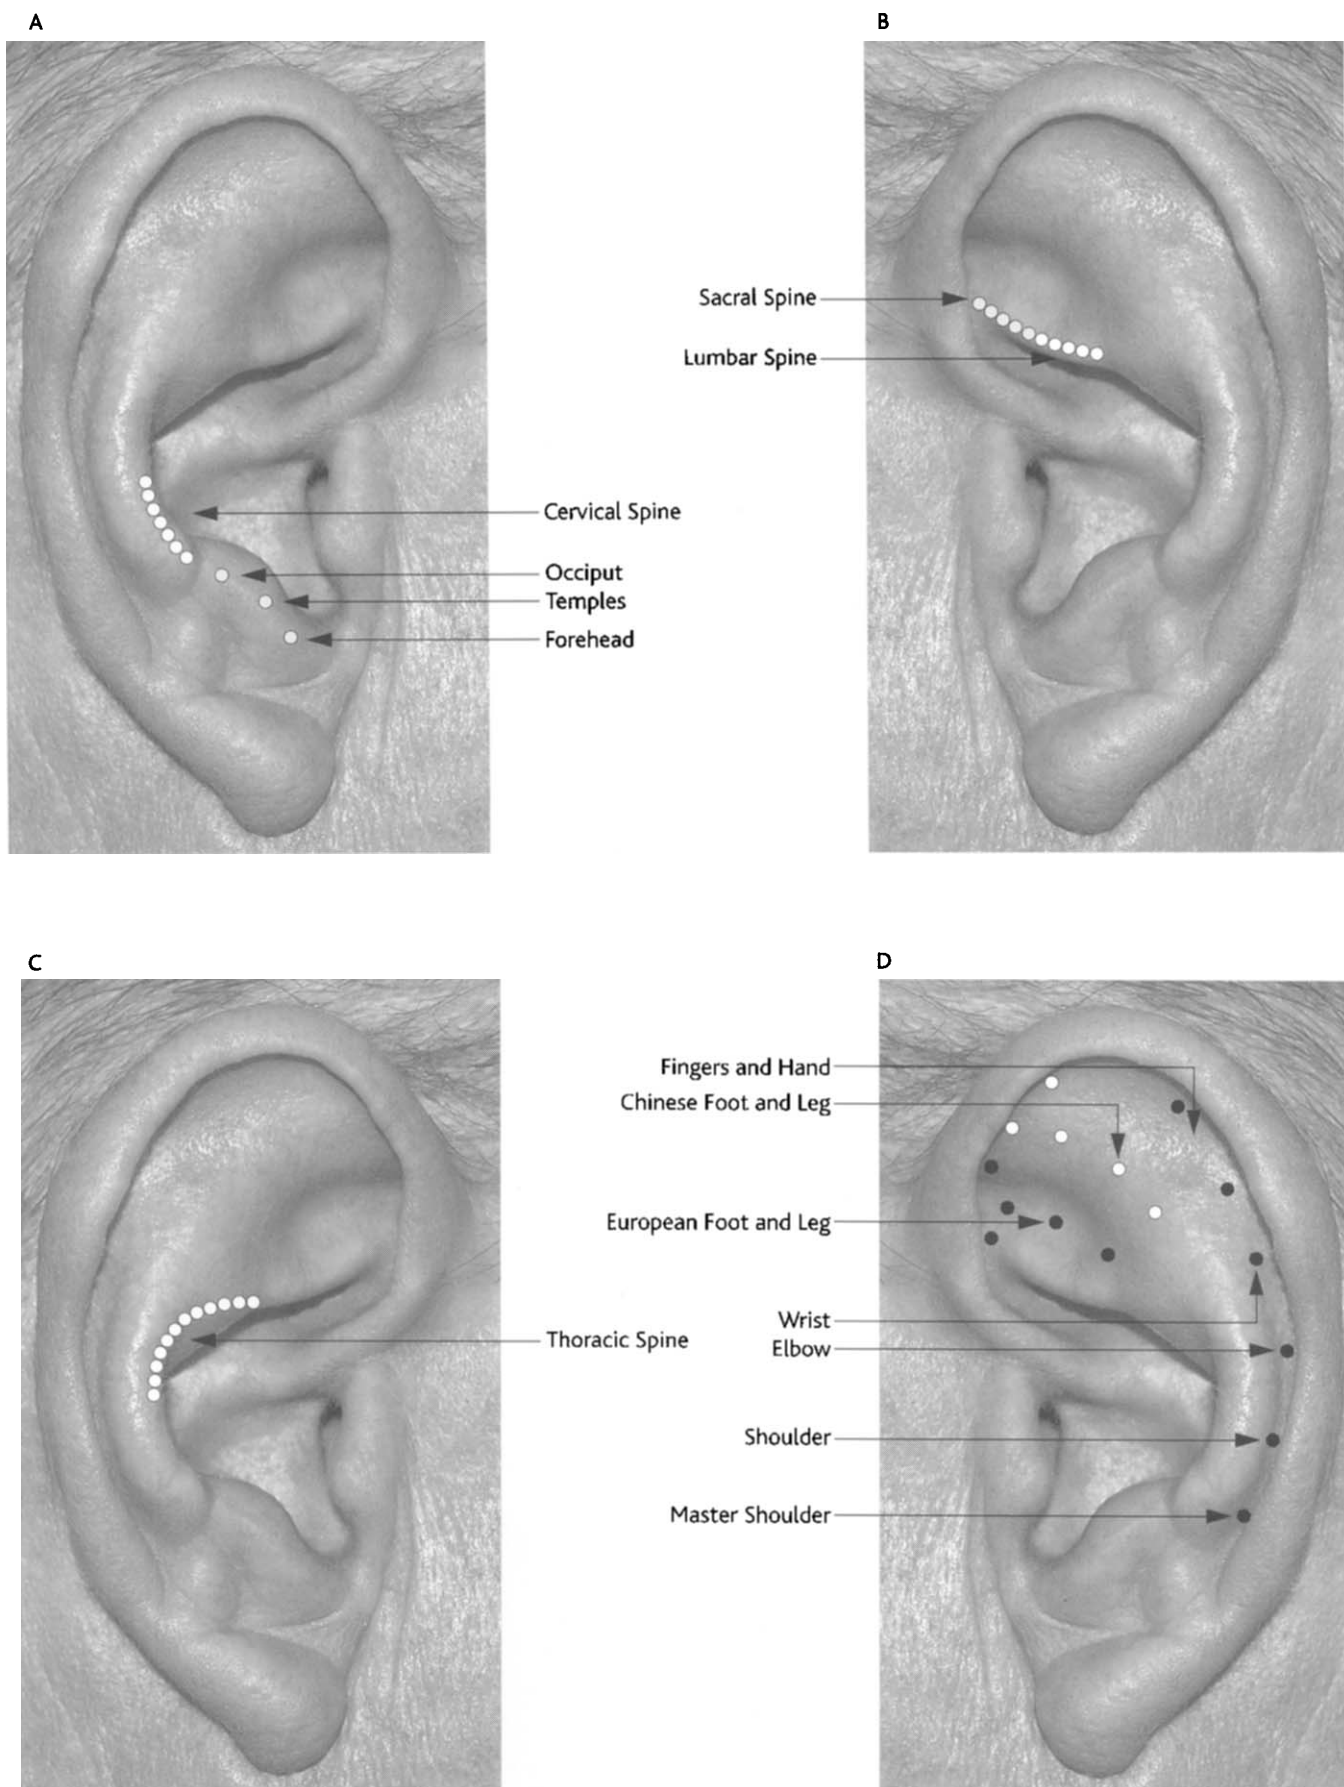 A
B
Sacral Spine
Lumbar Spine
Cervical Spine
Occiput
Temples
Forehead
C
D
Fingers and Hand
Chinese Foot and Leg
European Foot and Leg
Wrist
Thoracic Spine
Elbow
Shoulder
Master Shoulder